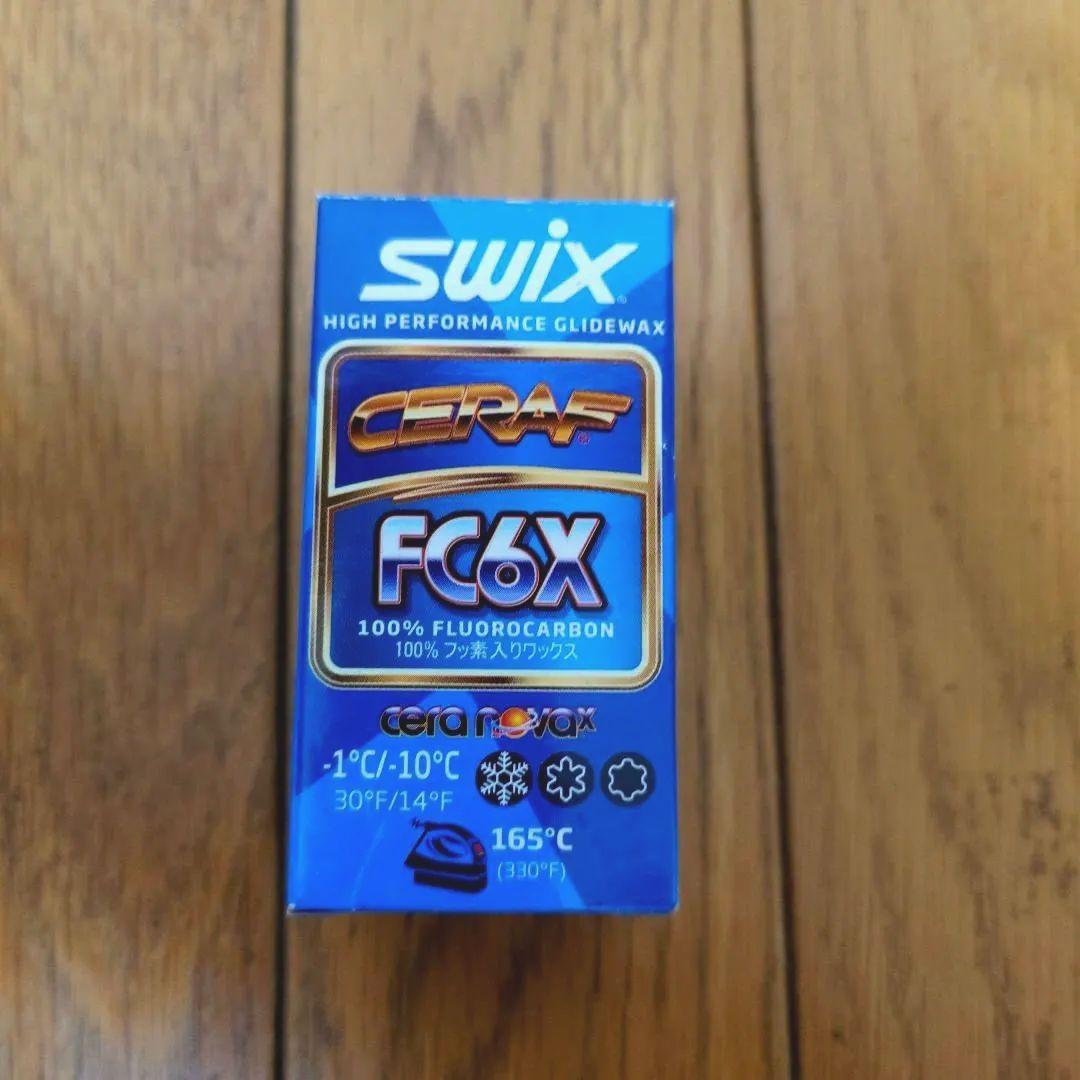 SWiX
HIGH PERFORMANCE GLIDEWAX
CERAF®
FC6X
100% FLUOROCARBON
100% フッ素入りワックス
cera novax
-1°C/-10°C
30°F/14°F
165°C
(330°F)